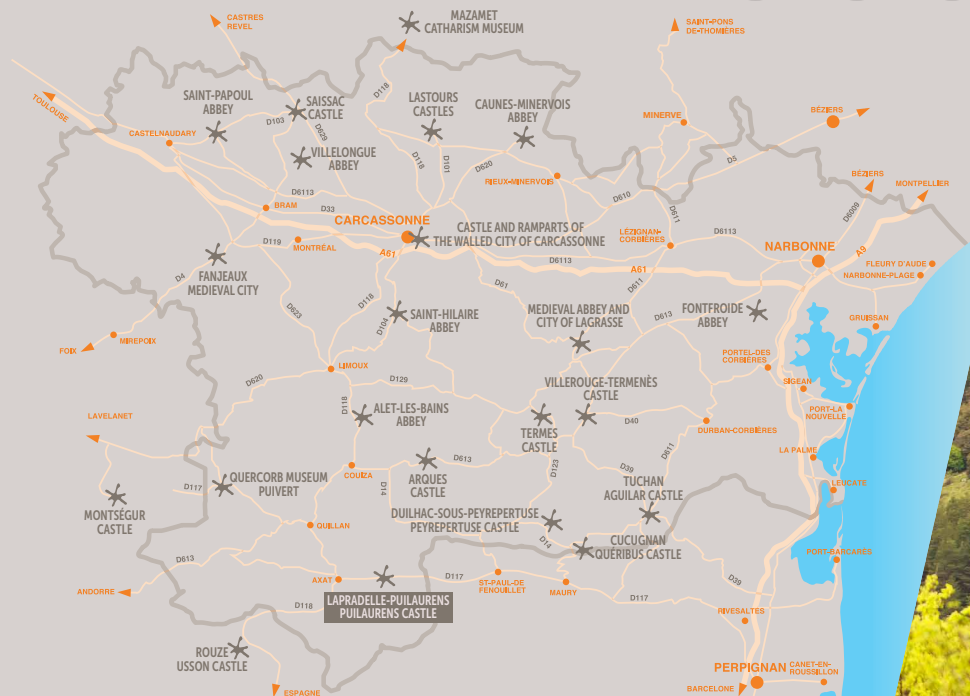 MAZAMET
CATHARISM MUSEUM
CASTRES
REVEL
SAINT-PONS
DE-THOMIÈRES
TOULOUSE
SAINT-PAPOUL
ABBEY
SAISSAC
CASTLE
LASTOURS
CASTLES
CAUNES-MINERVOIS
ABBEY
D118
MINERVE
BÉZIERS
CASTELNAUDARY
D103
D629
VILLELONGUE
ABBEY
D118
D101
D620
D5
RIEUX-MINERVOIS
D610
BÉZIERS
MONTPELLIER
D6113
D33
BRAM
CARCASSONNE
CASTLE AND RAMPARTS OF
THE WALLED CITY OF CARCASSONNE
D611
D6009
D119
MONTRÉAL
A61
LÉZIGNAN-
CORBIÈRES
D6113
NARBONNE
A9
D6113
A61
FLEURY D'AUDE
NARBONNE-PLAGE
FANJEAUX
MEDIEVAL CITY
D4
D61
D611
D623
D118
D104
SAINT-HILAIRE
ABBEY
MEDIEVAL ABBEY AND
CITY OF LAGRASSE
D613
FONTFROIDE
ABBEY
GRUISSAN
FOIX
MIREPOIX
LIMOUX
PORTEL-DES
CORBIÈRES
D620
D129
VILLEROUGE-TERMENÈS
CASTLE
SIGEAN
LAVELANET
D118
ALET-LES-BAINS
ABBEY
TERMES
CASTLE
D40
DURBAN-CORBIÈRES
PORT-LA
NOUVELLE
COUIZA
D613
ARQUES
CASTLE
D123
D39
D611
LA PALME
D117
QUERCORB MUSEUM
PUIVERT
D14
TUCHAN
AGUILAR CASTLE
LEUCATE
MONTSÉGUR
CASTLE
DUILHAC-SOUS-PEYREPERTUSE
PEYREPERTUSE CASTLE
QUILLAN
D14
CUCUGNAN
QUÉRIBUS CASTLE
PORT-BARCARÈS
D613
ANDORRE
AXAT
D117
ST-PAUL-DE
FENOUILLET
MAURY
D117
D39
D118
LAPRADELLE-PUILAURENS
PUILAURENS CASTLE
RIVESALTES
ROUZE
USSON CASTLE
ESPAGNE
PERPIGNAN
CANET-EN-
ROUSSILLON
BARCELONE